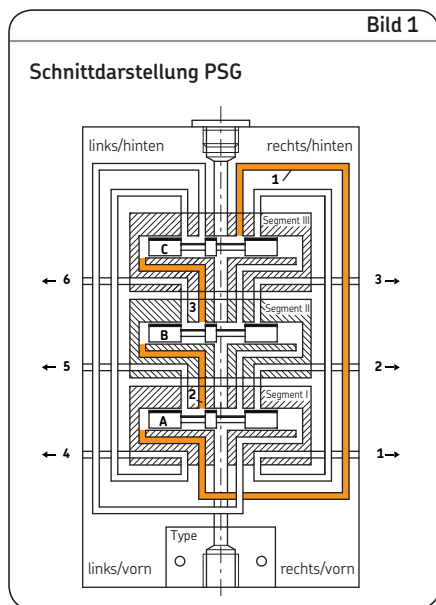 Bild 1
Schnittdarstellung PSG
links/hinten
rechts/hinten
1
Segment III
C
6
3
3
Segment II
B
5
2
2
Segment I
A
4
1
Type
links/vorn
rechts/vorn